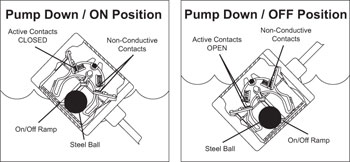 Pump Down / ON Position
Active Contacts
CLOSED
Non-Conductive
Contacts
On/Off Ramp
Steel Ball
Pump Down / OFF Position
Active Contacts
OPEN
Non-Conductive
Contacts
Steel Ball
On/Off Ramp